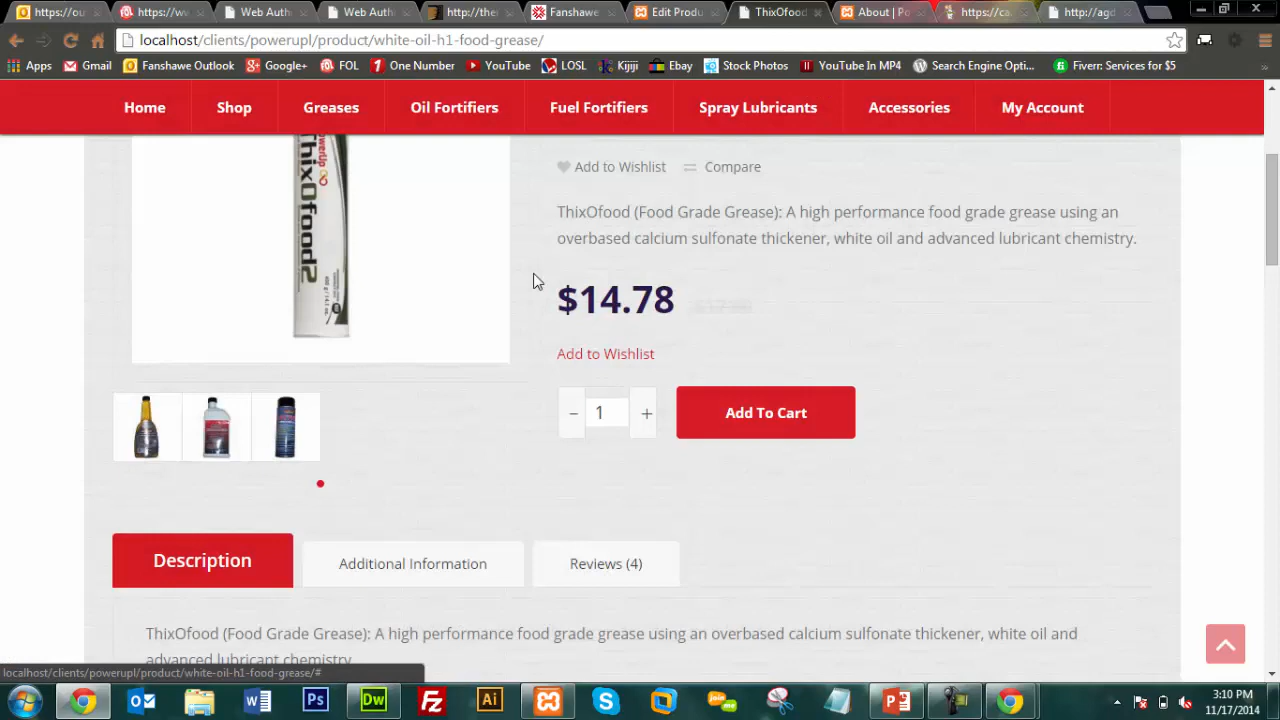 https://our
https://ww
Web Auth
Web Auth
http://ther
Fanshawe
Edit Produ
ThixOfood
About | Po
https://ca
http://agd
localhost/clients/powerupl/product/white-oil-h1-food-grease/
Apps
Gmail
Fanshawe Outlook
Google+
FOL
One Number
YouTube
LOSL
Kijiji
Ebay
Stock Photos
YouTube In MP4
Search Engine Opti...
Fiverr: Services for $5
Home
Shop
Greases
Oil Fortifiers
Fuel Fortifiers
Spray Lubricants
Accessories
My Account
PowerUp
ThixOfood2
Add to Wishlist
Compare
ThixOfood (Food Grade Grease): A high performance food grade grease using an
overbased calcium sulfonate thickener, white oil and advanced lubricant chemistry.
$14.78
Add to Wishlist
- 1 +
Add To Cart
Description
Additional Information
Reviews (4)
ThixOfood (Food Grade Grease): A high performance food grade grease using an overbased calcium sulfonate thickener, white oil and
advanced lubricant chemistry.
localhost/clients/powerupl/product/white-oil-h1-food-grease/#
3:10 PM
11/17/2014